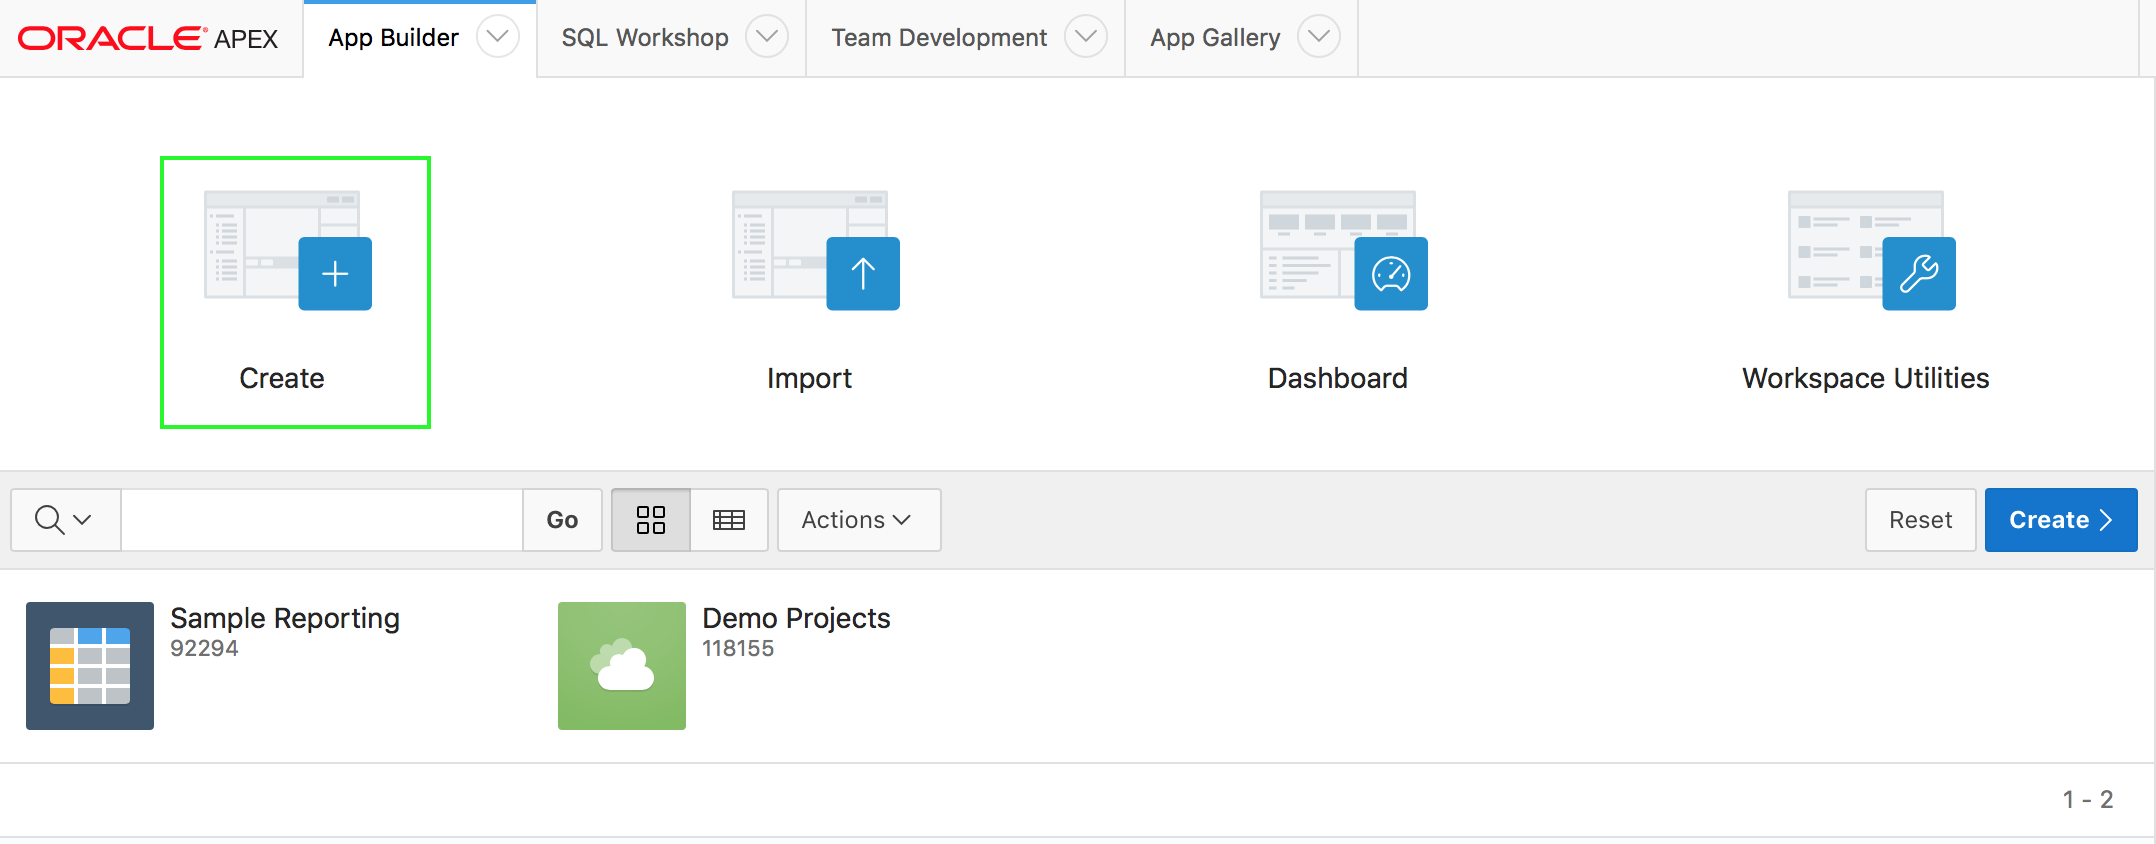 ORACLE® APEX App Builder SQL Workshop Team Development App Gallery
Create Import Dashboard Workspace Utilities
Go Actions Reset Create
Sample Reporting Demo Projects
92294 118155
1 - 2